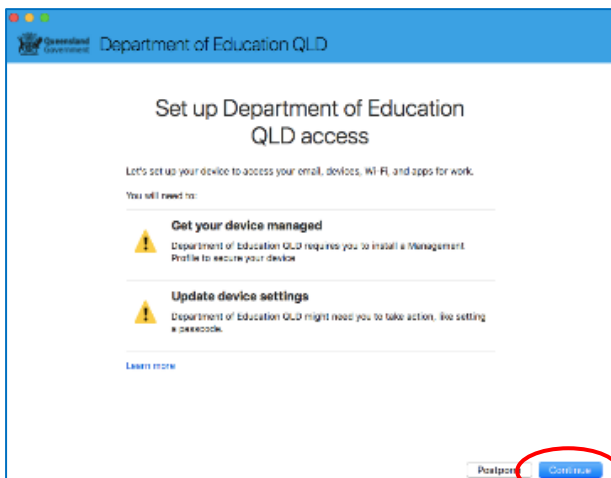 Queensland
Government
Department of Education QLD
Set up Department of Education
QLD access
Let's set up your device to access your email, devices, Wi-Fi, and apps for work.
You will need to:
Get your device managed
Department of Education QLD requires you to install a Management
Profile to secure your device
Update device settings
Department of Education QLD might need you to take action, like setting
a passcode.
Learn more
Postpone
Continue